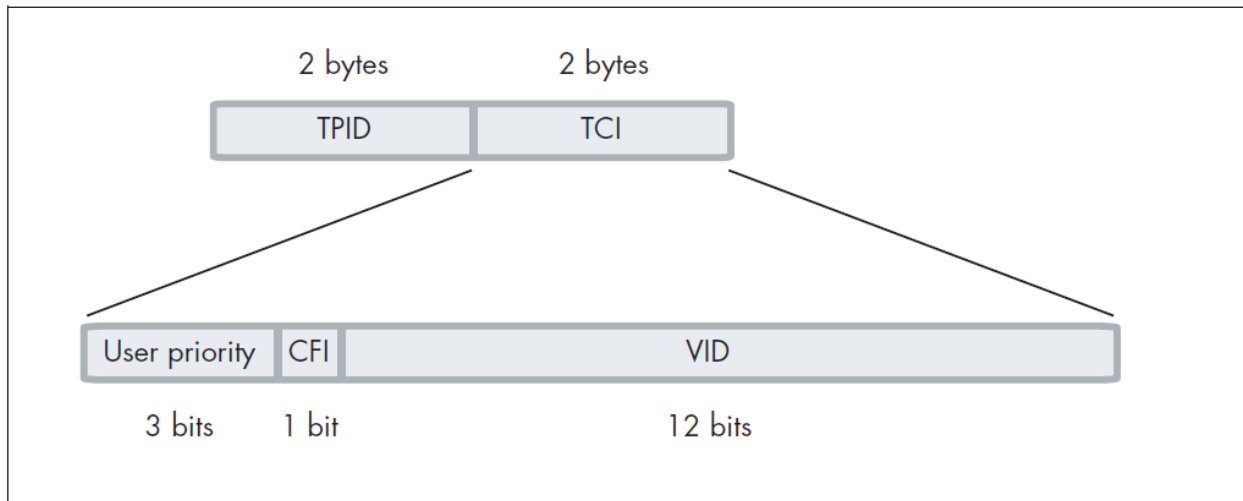 2 bytes 2 bytes
TPID TCI
User priority CFI VID
3 bits 1 bit 12 bits